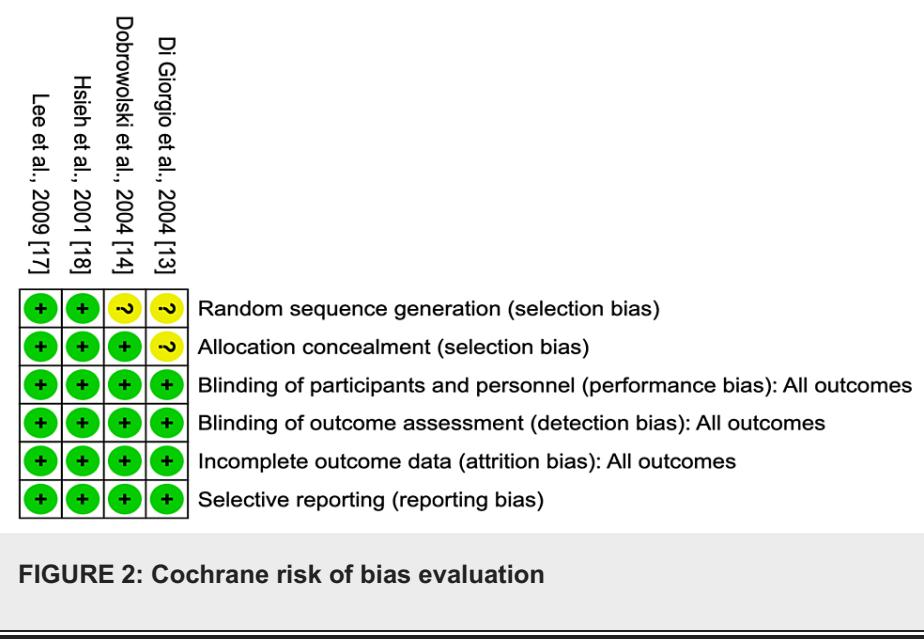 Lee et al., 2009 [17]
Hsieh et al., 2001 [18]
Dobrowolski et al., 2004 [14]
Di Giorgio et al., 2004 [13]
+ + ? ? Random sequence generation (selection bias)
+ + + ? Allocation concealment (selection bias)
+ + + + Blinding of participants and personnel (performance bias): All outcomes
+ + + + Blinding of outcome assessment (detection bias): All outcomes
+ + + + Incomplete outcome data (attrition bias): All outcomes
+ + + + Selective reporting (reporting bias)
FIGURE 2: Cochrane risk of bias evaluation